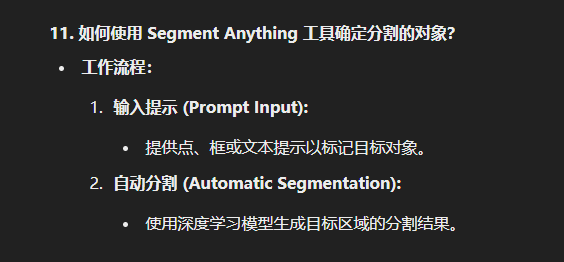 11. 如何使用 Segment Anything 工具确定分割的对象?
• 工作流程：
1. 输入提示 (Prompt Input):
• 提供点、框或文本提示以标记目标对象。
2. 自动分割 (Automatic Segmentation):
• 使用深度学习模型生成目标区域的分割结果。